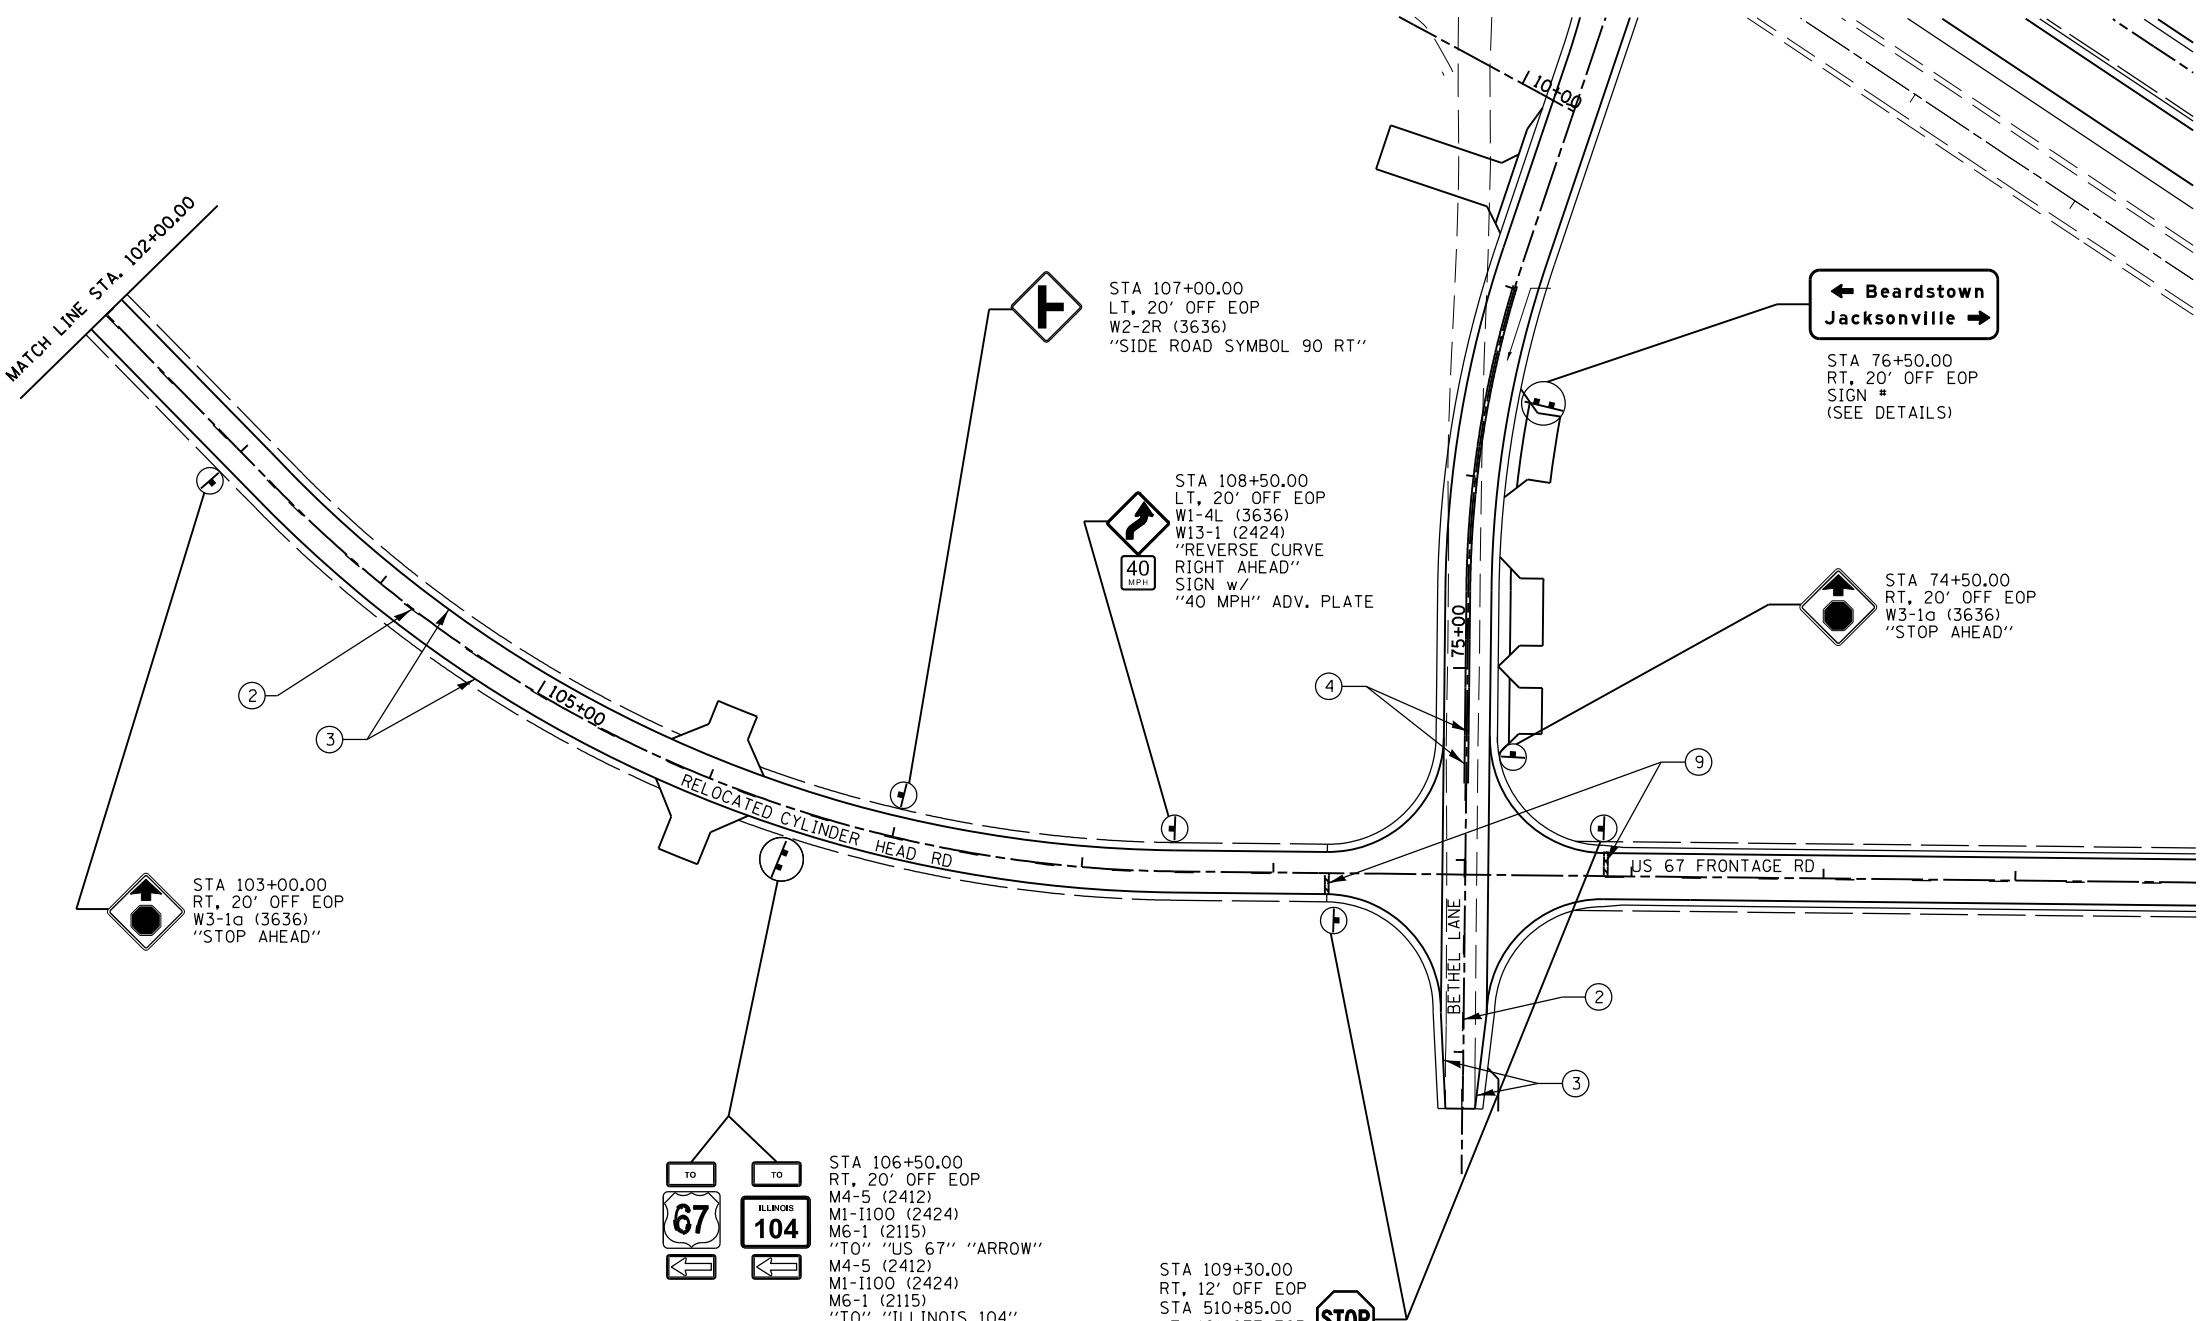 10+00
MATCH LINE STA. 102+00.00
STA 107+00.00
LT, 20' OFF EOP
W2-2R (3636)
"SIDE ROAD SYMBOL 90 RT"
← Beardstown
Jacksonville →
STA 76+50.00
RT, 20' OFF EOP
SIGN #
(SEE DETAILS)
STA 108+50.00
LT, 20' OFF EOP
W1-4L (3636)
W13-1 (2424)
"REVERSE CURVE
RIGHT AHEAD"
SIGN w/
"40 MPH" ADV. PLATE
40
MPH
STA 74+50.00
RT, 20' OFF EOP
W3-1a (3636)
"STOP AHEAD"
75+00
2
3
4
9
105+00
RELOCATED CYLINDER HEAD RD
US 67 FRONTAGE RD
BETHEL LANE
2
3
STA 103+00.00
RT, 20' OFF EOP
W3-1a (3636)
"STOP AHEAD"
TO
TO
67
ILLINOIS
104
STA 106+50.00
RT, 20' OFF EOP
M4-5 (2412)
M1-I100 (2424)
M6-1 (2115)
"TO" "US 67" "ARROW"
M4-5 (2412)
M1-I100 (2424)
M6-1 (2115)
"TO" "ILLINOIS 104"
STA 109+30.00
RT, 12' OFF EOP
STA 510+85.00
STOP